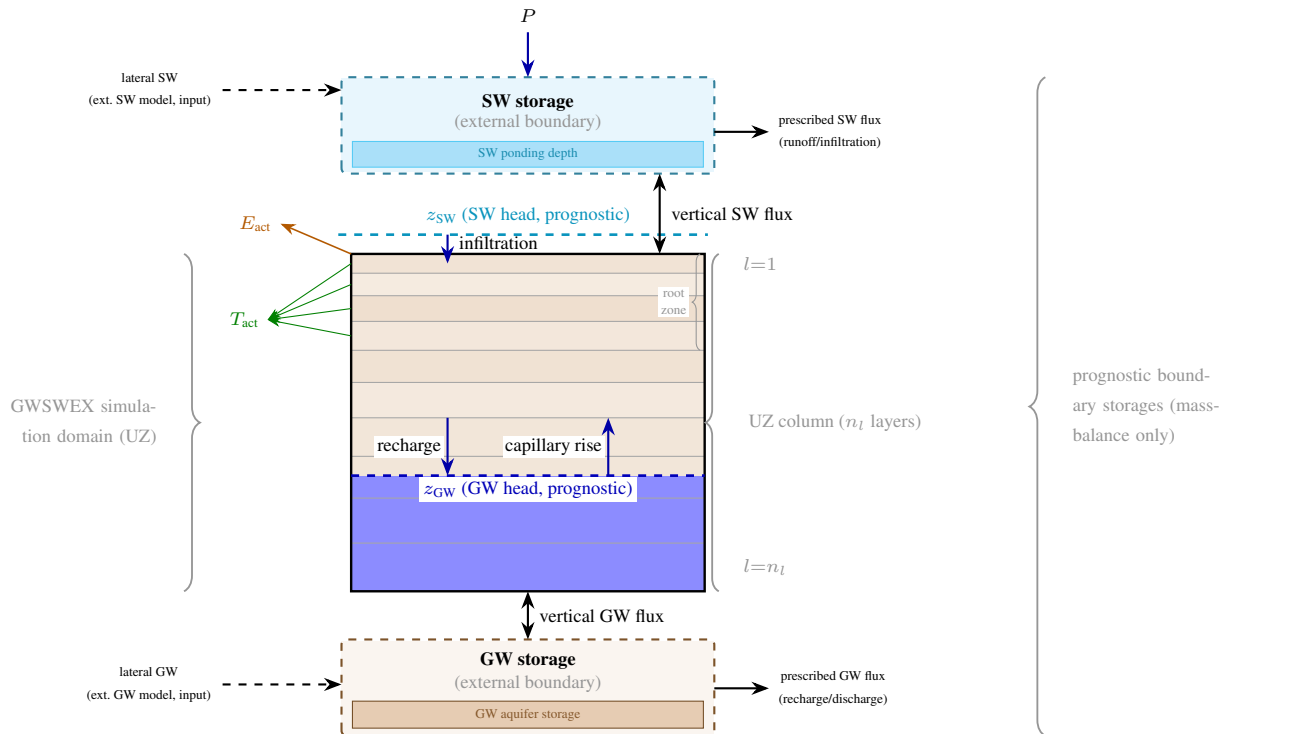 P
lateral SW
(ext. SW model, input)
SW storage
(external boundary)
SW ponding depth
prescribed SW flux
(runoff/infiltration)
z_SW (SW head, prognostic)
vertical SW flux
E_act
infiltration
l=1
root
zone
T_act
GWSWEX simula-
tion domain (UZ)
UZ column (n_l layers)
prognostic bound-
ary storages (mass-
balance only)
recharge
capillary rise
z_GW (GW head, prognostic)
l=n_l
vertical GW flux
lateral GW
(ext. GW model, input)
GW storage
(external boundary)
GW aquifer storage
prescribed GW flux
(recharge/discharge)